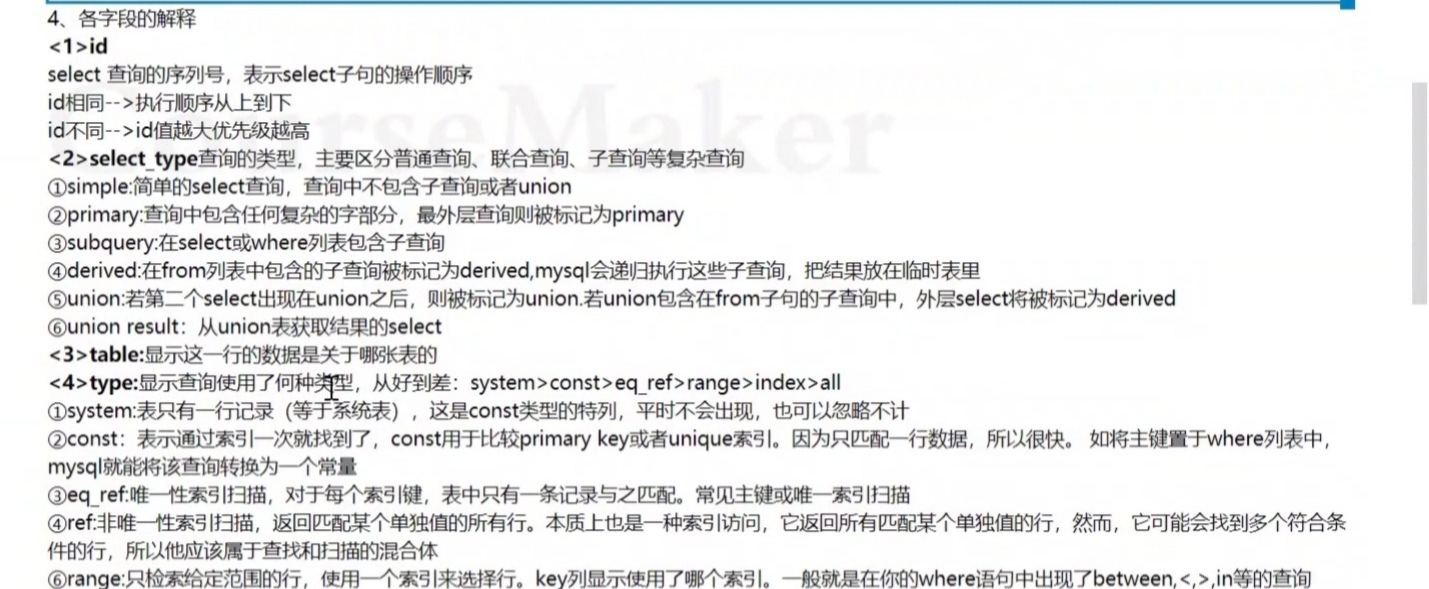 4、各字段的解释
<1>id
select 查询的序列号，表示select子句的操作顺序
id相同-->执行顺序从上到下
id不同-->id值越大优先级越高
<2>select_type查询的类型，主要区分普通查询、联合查询、子查询等复杂查询
①simple:简单的select查询，查询中不包含子查询或者union
②primary:查询中包含任何复杂的字部分，最外层查询则被标记为primary
③subquery:在select或where列表包含子查询
④derived:在from列表中包含的子查询被标记为derived,mysql会递归执行这些子查询，把结果放在临时表里
⑤union:若第二个select出现在union之后，则被标记为union.若union包含在from子句的子查询中，外层select将被标记为derived
⑥union result：从union表获取结果的select
<3>table:显示这一行的数据是关于哪张表的
<4>type:显示查询使用了何种类型，从好到差：system>const>eq_ref>range>index>all
①system:表只有一行记录（等于系统表），这是const类型的特列，平时不会出现，也可以忽略不计
②const：表示通过索引一次就找到了，const用于比较primary key或者unique索引。因为只匹配一行数据，所以很快。 如将主键置于where列表中，
mysql就能将该查询转换为一个常量
③eq_ref:唯一性索引扫描，对于每个索引键，表中只有一条记录与之匹配。常见主键或唯一索引扫描
④ref:非唯一性索引扫描，返回匹配某个单独值的所有行。本质上也是一种索引访问，它返回所有匹配某个单独值的行，然而，它可能会找到多个符合条
件的行，所以他应该属于查找和扫描的混合体
⑥range:只检索给定范围的行，使用一个索引来选择行。key列显示使用了哪个索引。一般就是在你的where语句中出现了between,<,>,in等的查询
CourseMaker